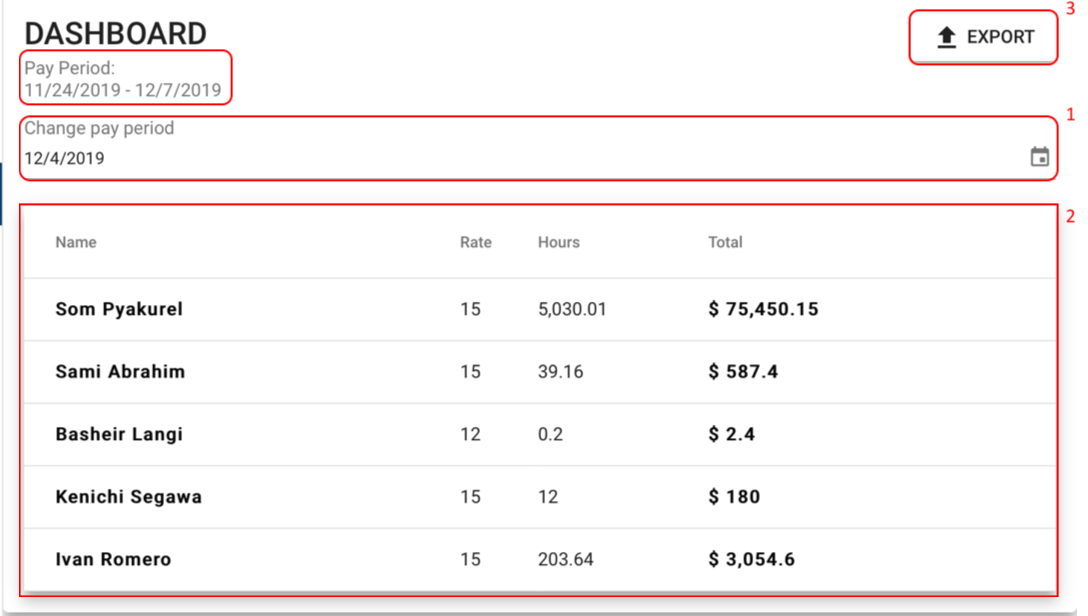 3
DASHBOARD
EXPORT
Pay Period:
11/24/2019 - 12/7/2019
1
Change pay period
12/4/2019
2
Name Rate Hours Total
Som Pyakurel 15 5,030.01 $ 75,450.15
Sami Abrahim 15 39.16 $ 587.4
Basheir Langi 12 0.2 $ 2.4
Kenichi Segawa 15 12 $ 180
Ivan Romero 15 203.64 $ 3,054.6